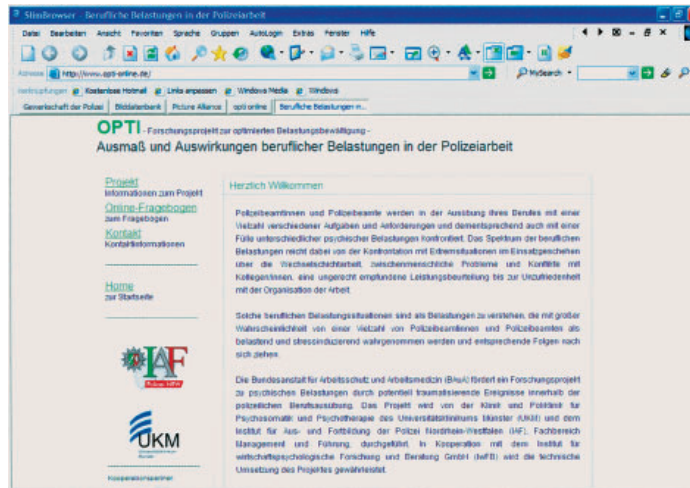 SlimBrowser - Berufliche Belastungen in der Polizeiarbeit
Datei Bearbeiten Ansicht Favoriten Sprache Gruppen AutoLogin Extras Fenster Hilfe
Adresse http://www.opti-online.de/ MySearch
Verknüpfungen Kostenlose Hotmail Links anpassen Windows Media Windows
Gewerkschaft der Polizei Bilddatenbank Picture Alliance opti online Berufliche Belastungen in...
OPTI - Forschungsprojekt zur optimierten Belastungsbewältigung -
Ausmaß und Auswirkungen beruflicher Belastungen in der Polizeiarbeit
Projekt
Informationen zum Projekt
Online-Fragebogen
zum Fragebogen
Kontakt
Kontaktinformationen
Home
zur Startseite
IAF
Polizei NRW
UKM
Kooperationspartner
Herzlich Willkommen
Polizeibeamtinnen und Polizeibeamte werden in der Ausübung ihres Berufes mit einer
Vielzahl verschiedener Aufgaben und Anforderungen und dementsprechend auch mit einer
Fülle unterschiedlicher psychischer Belastungen konfrontiert. Das Spektrum der beruflichen
Belastungen reicht dabei von der Konfrontation mit Extremsituationen im Einsatzgeschehen
über die Wechselschichtarbeit, zwischenmenschliche Probleme und Konflikte mit
Kollegen/innen, eine ungerecht empfundene Leistungsbeurteilung bis zur Unzufriedenheit
mit der Organisation der Arbeit.
Solche beruflichen Belastungssituationen sind als Belastungen zu verstehen, die mit großer
Wahrscheinlichkeit von einer Vielzahl von Polizeibeamtinnen und Polizeibeamten als
belastend und stressinduzierend wahrgenommen werden und entsprechende Folgen nach
sich ziehen.
Die Bundesanstalt für Arbeitsschutz und Arbeitsmedizin (BAuA) fördert ein Forschungsprojekt
zu psychischen Belastungen durch potentiell traumatisierende Ereignisse innerhalb der
polizeilichen Berufsausübung. Das Projekt wird von der Klinik und Poliklinik für
Psychosomatik und Psychotherapie des Universitätsklinikums Münster (UKM) und dem
Institut für Aus- und Fortbildung der Polizei Nordrhein-Westfalen (IAF), Fachbereich
Management und Führung, durchgeführt. In Kooperation mit dem Institut für
wirtschaftspsychologische Forschung und Beratung GmbH (IwFB) wird die technische
Umsetzung des Projektes gewährleistet.